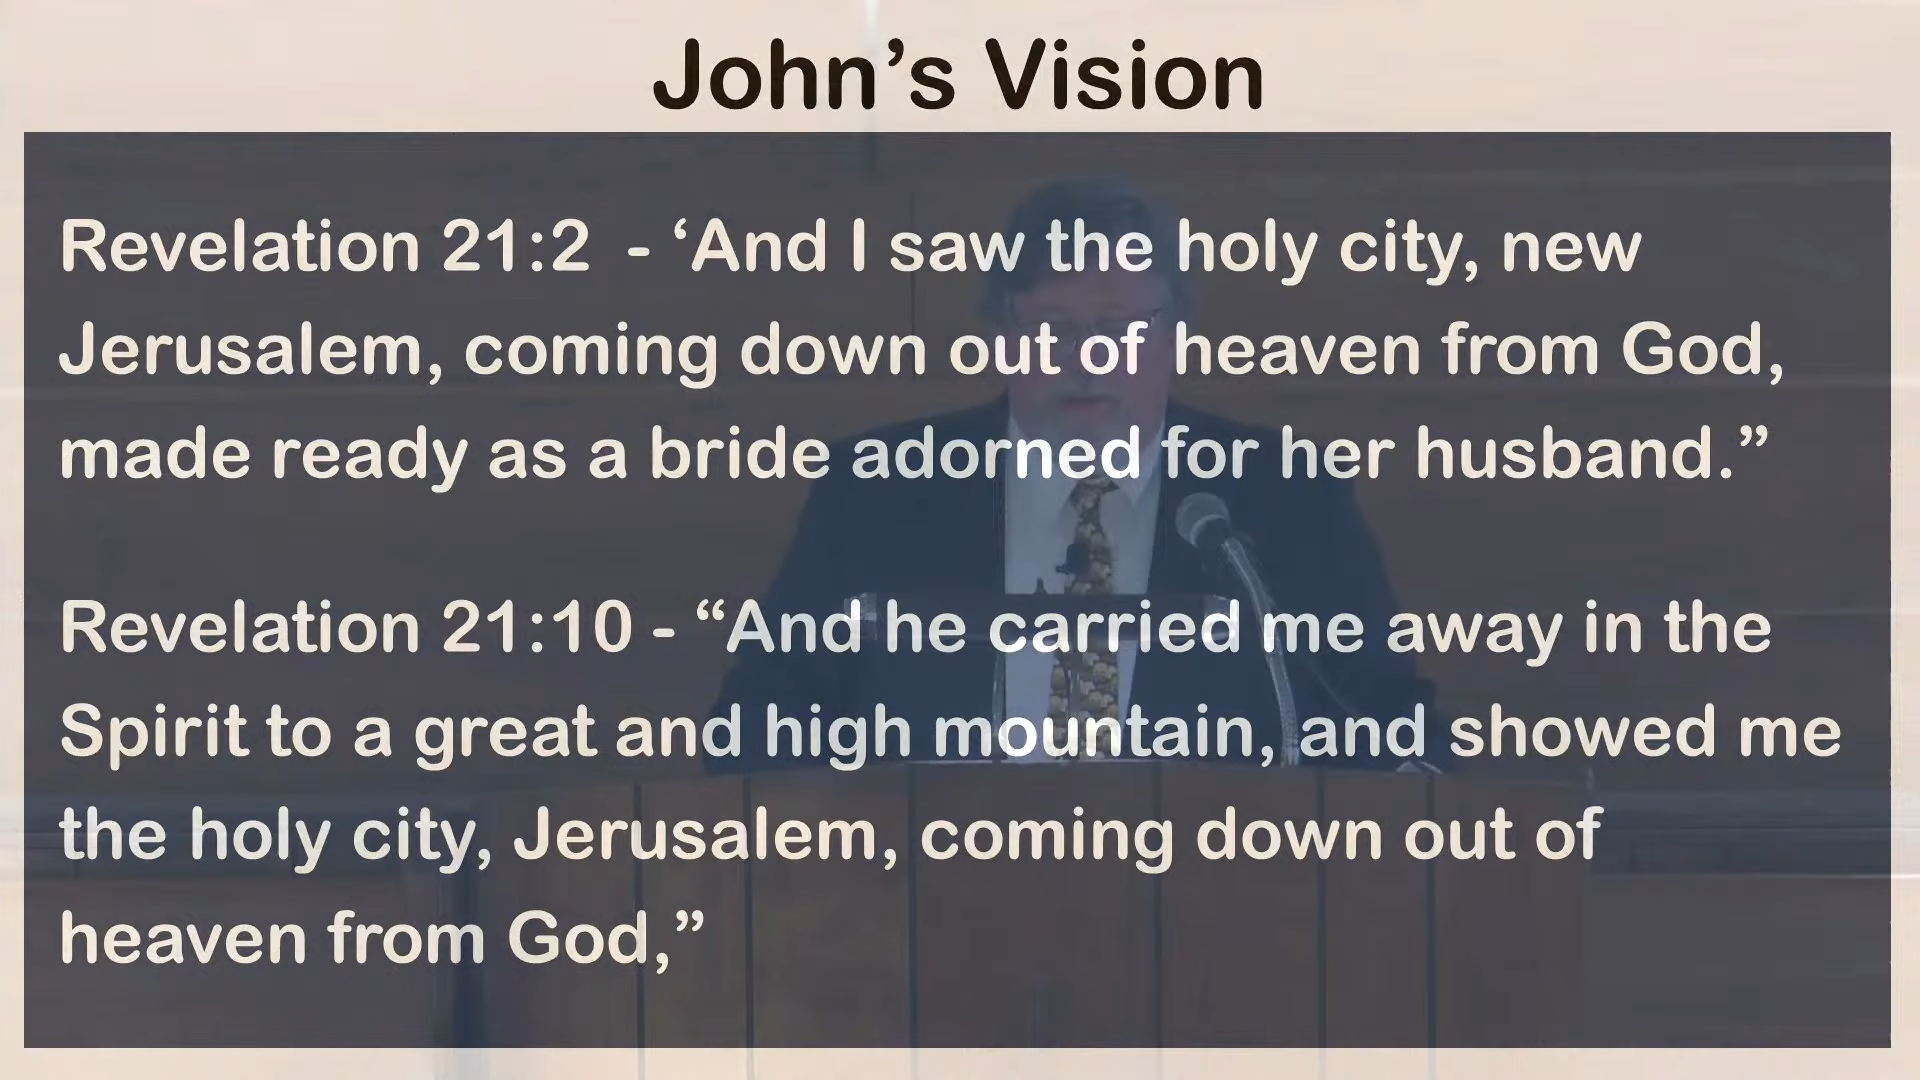 John’s Vision
Revelation 21:2  - ‘And I saw the holy city, new
Jerusalem, coming down out of heaven from God,
made ready as a bride adorned for her husband.”
Revelation 21:10 - “And he carried me away in the
Spirit to a great and high mountain, and showed me
the holy city, Jerusalem, coming down out of
heaven from God,”